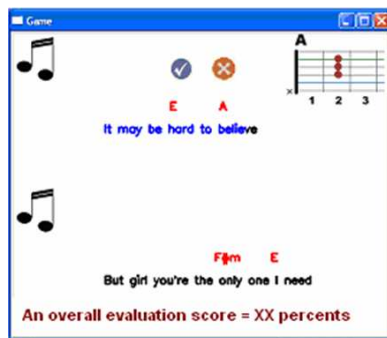 Game
A
×
1 2 3
E A
It may be hard to believe
F#m E
But girl you're the only one I need
An overall evaluation score = XX percents